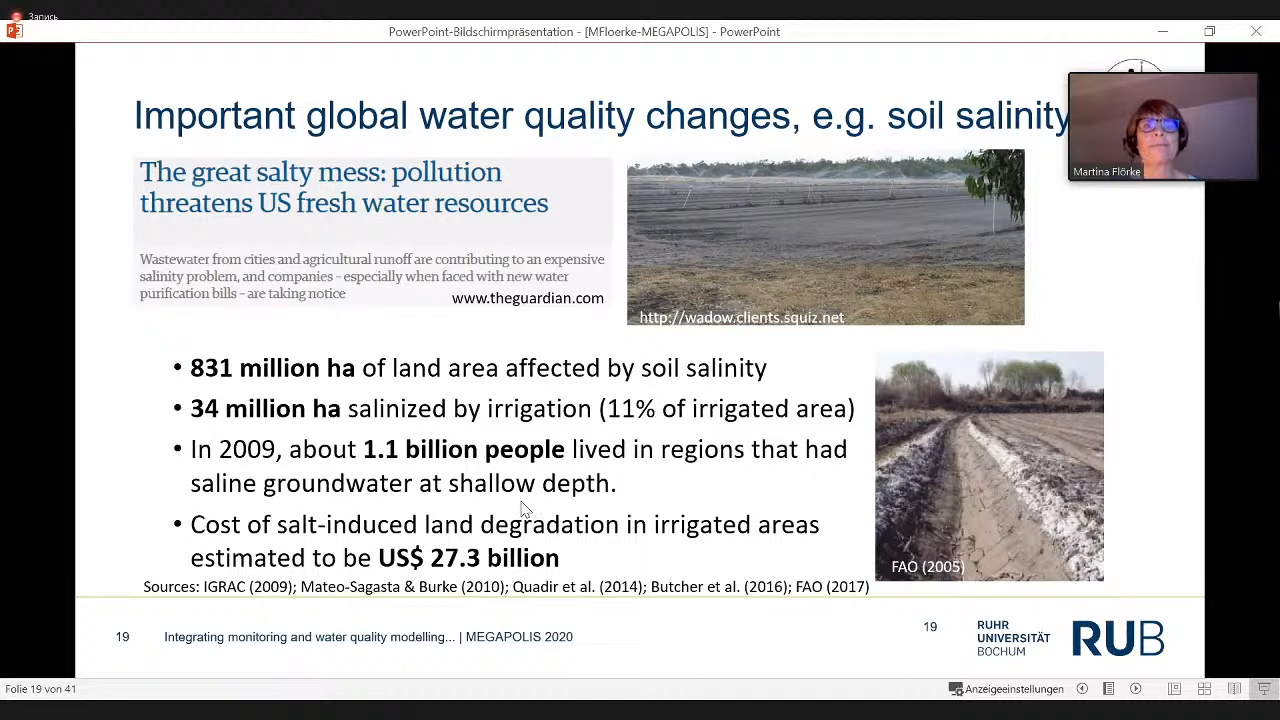 Запись
PowerPoint-Bildschirmpräsentation - [MFloerke-MEGAPOLIS] - PowerPoint
Important global water quality changes, e.g. soil salinity
Martina Flörke
The great salty mess: pollution
threatens US fresh water resources
Wastewater from cities and agricultural runoff are contributing to an expensive
salinity problem, and companies – especially when faced with new water
purification bills – are taking notice
www.theguardian.com
http://wadow.clients.squiz.net
• 831 million ha of land area affected by soil salinity
• 34 million ha salinized by irrigation (11% of irrigated area)
• In 2009, about 1.1 billion people lived in regions that had
saline groundwater at shallow depth.
• Cost of salt-induced land degradation in irrigated areas
estimated to be US$ 27.3 billion
FAO (2005)
Sources: IGRAC (2009); Mateo-Sagasta & Burke (2010); Quadir et al. (2014); Butcher et al. (2016); FAO (2017)
19
Integrating monitoring and water quality modelling... | MEGAPOLIS 2020
19
RUHR
UNIVERSITÄT
BOCHUM
RUB
Folie 19 von 41
Anzeigeeinstellungen